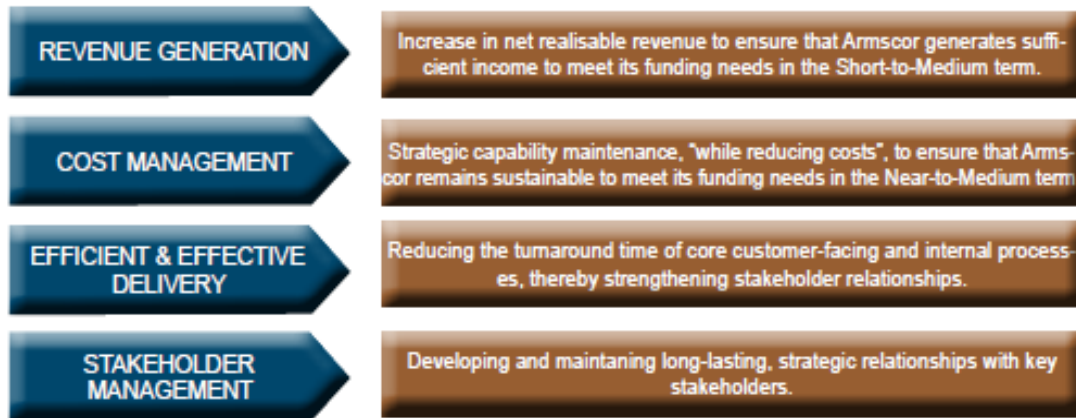 REVENUE GENERATION
Increase in net realisable revenue to ensure that Armscor generates suffi-
cient income to meet its funding needs in the Short-to-Medium term.
COST MANAGEMENT
Strategic capability maintenance, "while reducing costs", to ensure that Arms-
cor remains sustainable to meet its funding needs in the Near-to-Medium term
EFFICIENT & EFFECTIVE
DELIVERY
Reducing the turnaround time of core customer-facing and internal process-
es, thereby strengthening stakeholder relationships.
STAKEHOLDER
MANAGEMENT
Developing and maintaning long-lasting, strategic relationships with key
stakeholders.